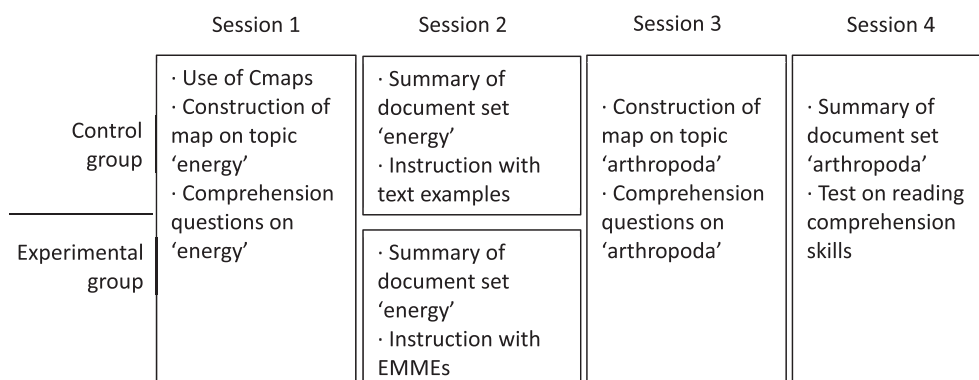 Session 1
Session 2
Session 3
Session 4
Control
group
Experimental
group
· Use of Cmaps
· Construction of
map on topic
‘energy’
· Comprehension
questions on
‘energy’
· Summary of
document set
‘energy’
· Instruction with
text examples
· Summary of
document set
‘energy’
· Instruction with
EMMEs
· Construction of
map on topic
‘arthropoda’
· Comprehension
questions on
‘arthropoda’
· Summary of
document set
‘arthropoda’
· Test on reading
comprehension
skills